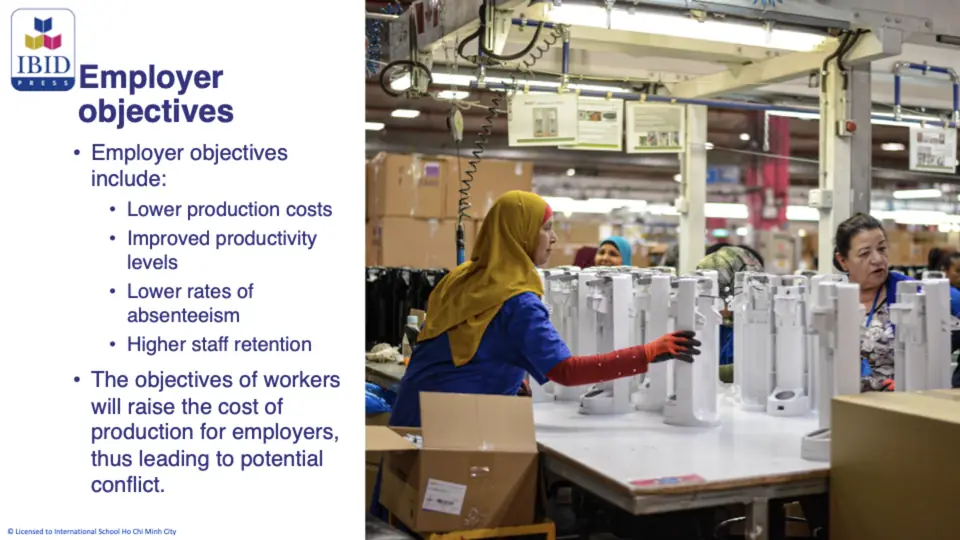 IBID
PRESS
Employer
objectives
• Employer objectives
include:
• Lower production costs
• Improved productivity
levels
• Lower rates of
absenteeism
• Higher staff retention
• The objectives of workers
will raise the cost of
production for employers,
thus leading to potential
conflict.
© Licensed to International School Ho Chi Minh City